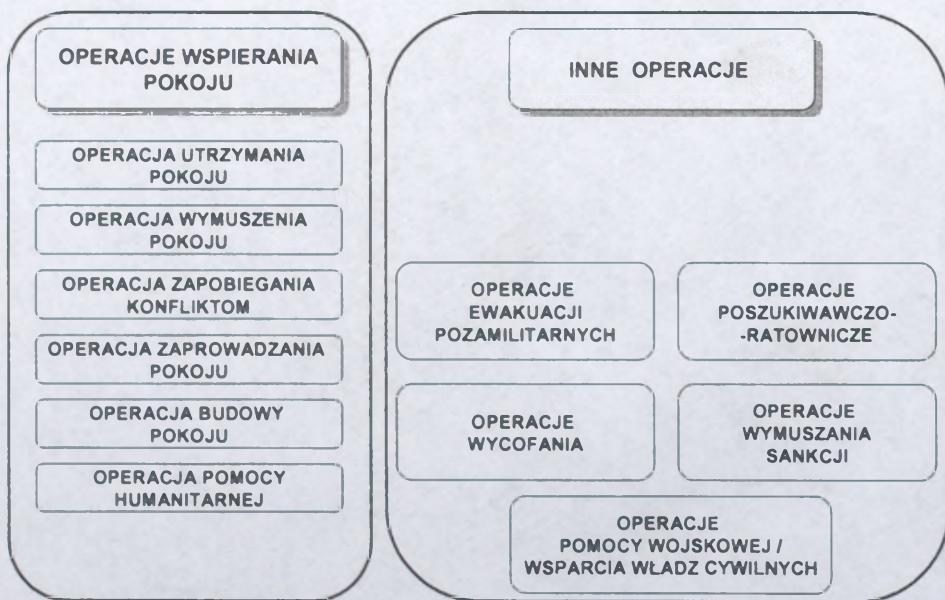 OPERACJE WSPIERANIA
POKOJU
OPERACJA UTRZYMANIA
POKOJU
OPERACJA WYMUSZENIA
POKOJU
OPERACJA ZAPOBIEGANIA
KONFLIKTOM
OPERACJA ZAPROWADZANIA
POKOJU
OPERACJA BUDOWY
POKOJU
OPERACJA POMOCY
HUMANITARNEJ
INNE OPERACJE
OPERACJE
EWAKUACJI
POZAMILITARNYCH
OPERACJE
POSZUKIWAWCZO-
-RATOWNICZE
OPERACJE
WYCOFANIA
OPERACJE
WYMUSZANIA
SANKCJI
OPERACJE
POMOCY WOJSKOWEJ /
WSPARCIA WŁADZ CYWILNYCH